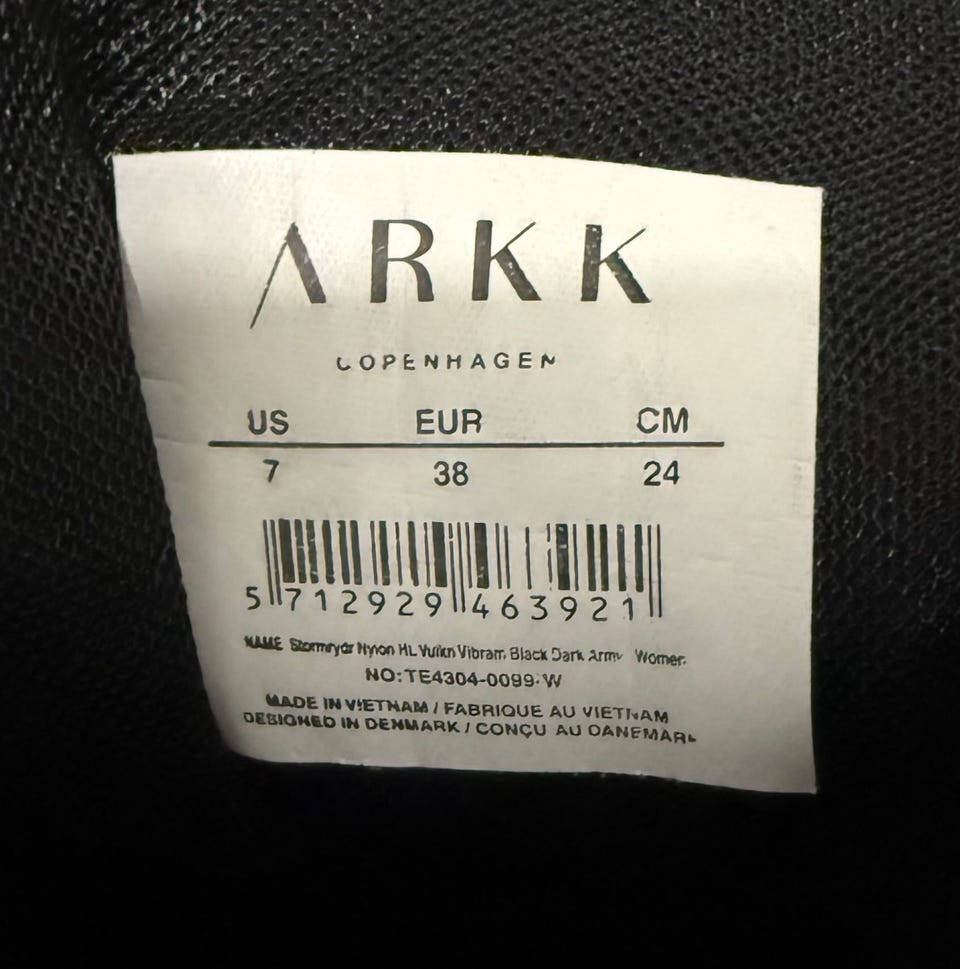 ARKK
COPENHAGEN
US EUR CM
7 38 24
5 712929 463921
NAME Stormrydr Nylon HL Vulkn Vibram Black Dark Army Women
NO:TE4304-0099-W
MADE IN VIETNAM / FABRIQUE AU VIETNAM
DESIGNED IN DENMARK / CONÇU AU DANEMARK